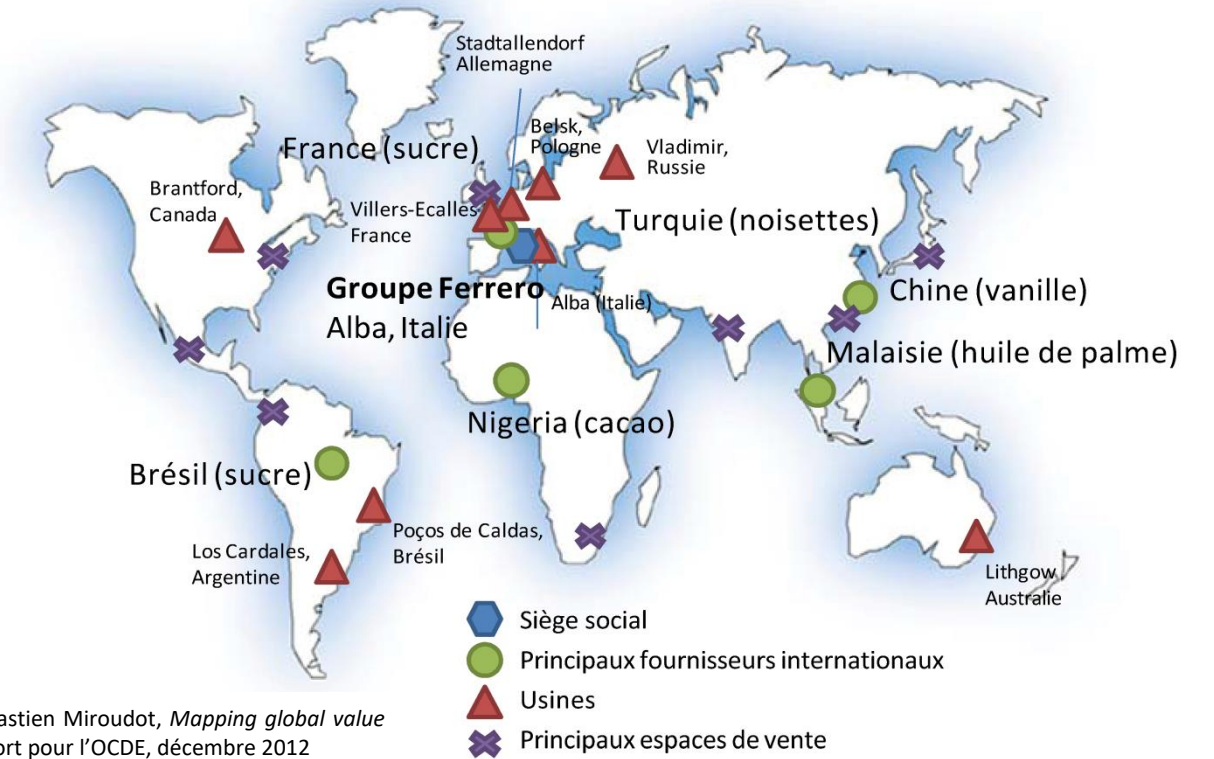 Stadtallendorf
Allemagne
Belsk,
Pologne
Vladimir,
Russie
France (sucre)
Brantford,
Canada
Villers-Ecalles
France
Turquie (noisettes)
Groupe Ferrero
Alba, Italie
Alba (Italie)
Chine (vanille)
Malaisie (huile de palme)
Nigeria (cacao)
Brésil (sucre)
Poços de Caldas,
Brésil
Los Cardales,
Argentine
Lithgow
Australie
Siège social
Principaux fournisseurs internationaux
Usines
Principaux espaces de vente
astien Miroudot, Mapping global value
ort pour l’OCDE, décembre 2012